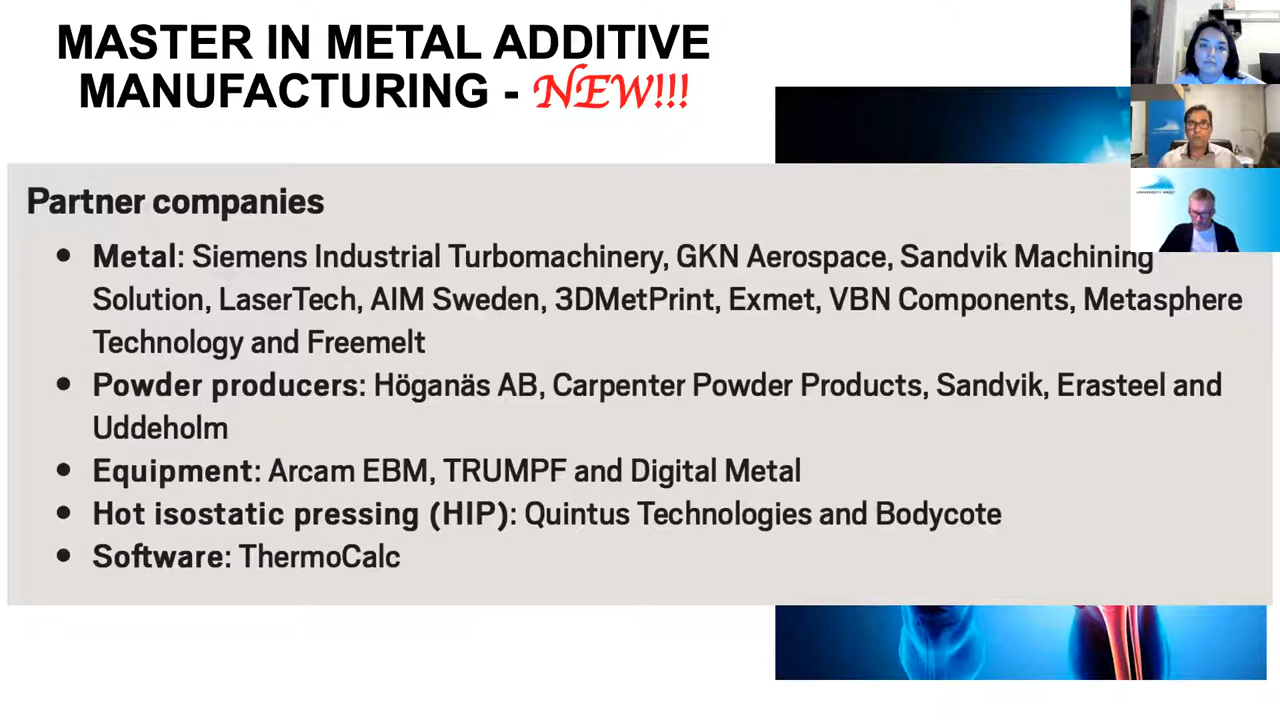 MASTER IN METAL ADDITIVE
MANUFACTURING - NEW!!!
Partner companies
• Metal: Siemens Industrial Turbomachinery, GKN Aerospace, Sandvik Machining
Solution, LaserTech, AIM Sweden, 3DMetPrint, Exmet, VBN Components, Metasphere
Technology and Freemelt
• Powder producers: Höganäs AB, Carpenter Powder Products, Sandvik, Erasteel and
Uddeholm
• Equipment: Arcam EBM, TRUMPF and Digital Metal
• Hot isostatic pressing (HIP): Quintus Technologies and Bodycote
• Software: ThermoCalc
UNIVERSITY WEST